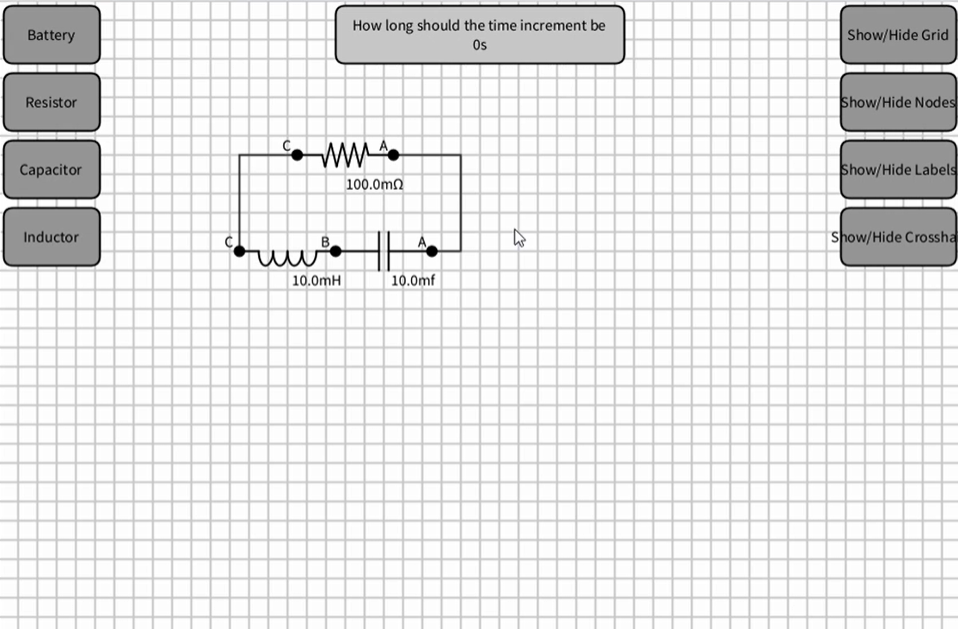 Battery
How long should the time increment be
0s
Show/Hide Grid
Resistor
Show/Hide Nodes
C
A
100.0mΩ
Capacitor
Show/Hide Labels
Inductor
Show/Hide Crossha
C
B
A
10.0mH
10.0mf